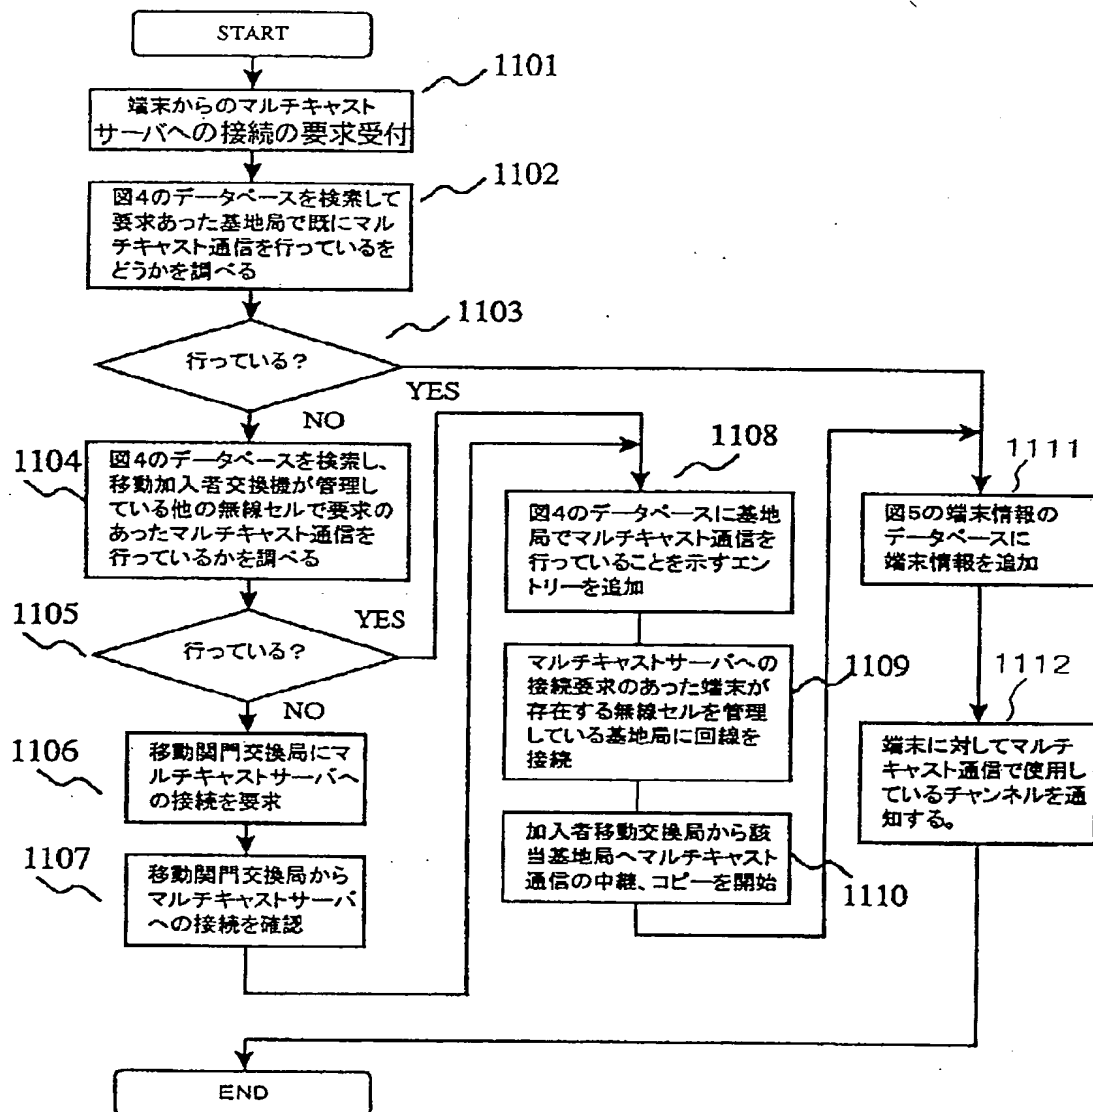 START
1101
端末からのマルチキャスト
サーバへの接続の要求受付
1102
図4のデータベースを検索して
要求あった基地局で既にマル
チキャスト通信を行っているを
どうかを調べる
1103
行っている?
YES
NO
1104
図4のデータベースを検索し、
移動加入者交換機が管理し
ている他の無線セルで要求の
あったマルチキャスト通信を
行っているかを調べる
1105
行っている?
YES
NO
1106
移動関門交換局にマ
ルチキャストサーバへ
の接続を要求
1107
移動関門交換局から
マルチキャストサーバ
への接続を確認
1108
図4のデータベースに基地
局でマルチキャスト通信を
行っていることを示すエン
トリーを追加
1109
マルチキャストサーバへの
接続要求のあった端末が
存在する無線セルを管理
している基地局に回線を
接続
加入者移動交換局から該
当基地局へマルチキャスト
通信の中継、コピーを開始
1110
1111
図5の端末情報の
データベースに
端末情報を追加
1112
端末に対してマルチ
キャスト通信で使用し
ているチャンネルを通
知する。
END